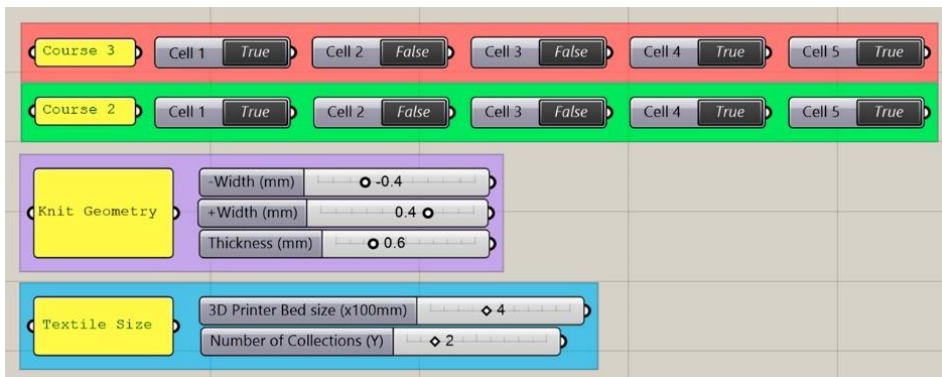 Course 3 Cell 1 True Cell 2 False Cell 3 False Cell 4 True Cell 5 True
Course 2 Cell 1 True Cell 2 False Cell 3 False Cell 4 True Cell 5 True
Knit Geometry
-Width (mm) -0.4
+Width (mm) 0.4
Thickness (mm) 0.6
Textile Size
3D Printer Bed size (x100mm) 4
Number of Collections (Y) 2